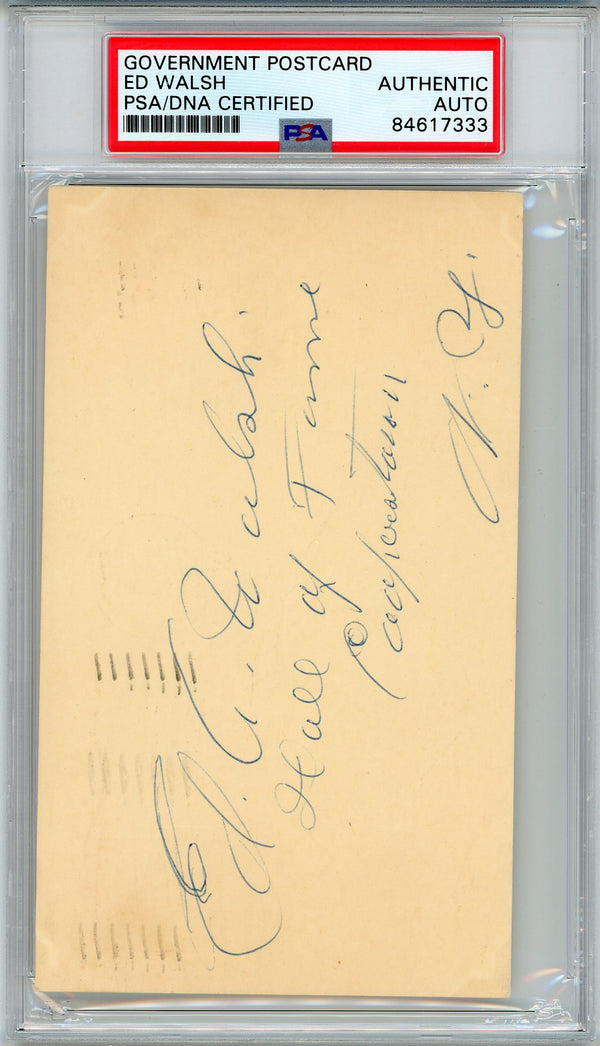 GOVERNMENT POSTCARD
ED WALSH
PSA/DNA CERTIFIED
AUTHENTIC
AUTO
84617333
PSA
Ed. A. Walsh.
Hall of Fame
Cooperstown
N. Y.